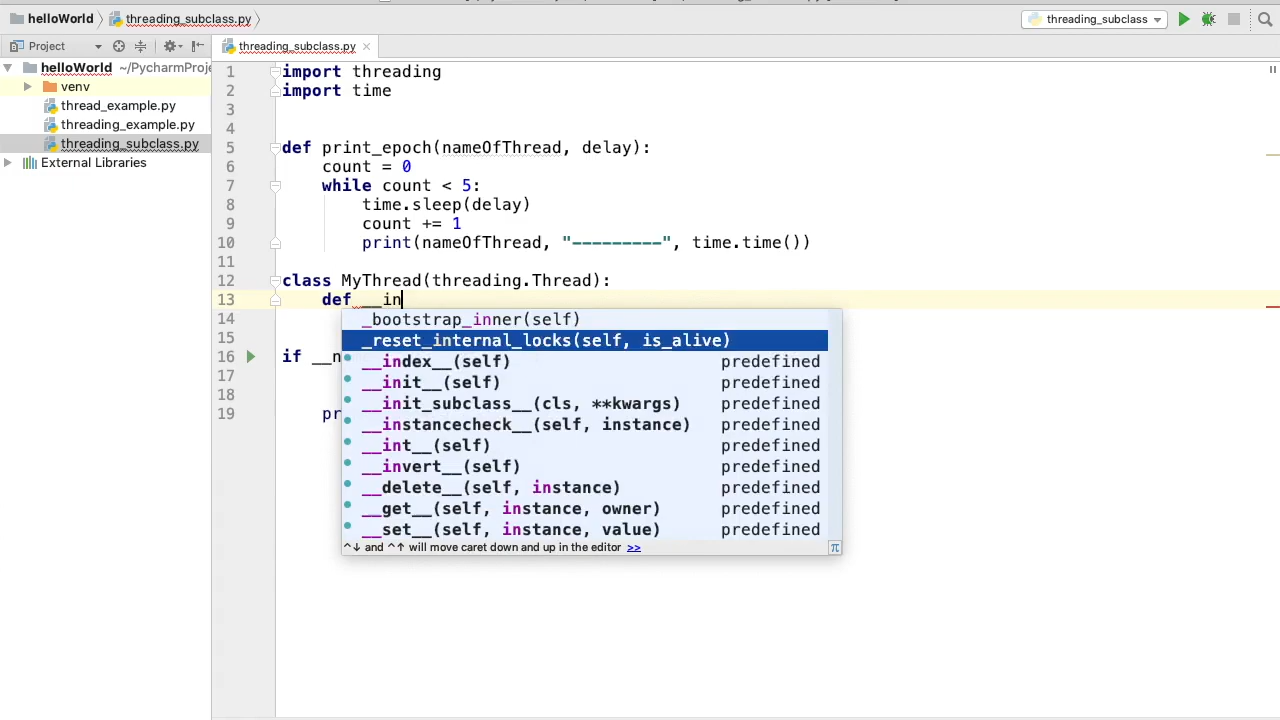 helloWorld threading_subclass.py threading_subclass
Project threading_subclass.py
helloWorld ~/PycharmProje
venv
thread_example.py
threading_example.py
threading_subclass.py
External Libraries
1 import threading
2 import time
3
4
5 def print_epoch(nameOfThread, delay):
6 count = 0
7 while count < 5:
8 time.sleep(delay)
9 count += 1
10 print(nameOfThread, "---------", time.time())
11
12 class MyThread(threading.Thread):
13 def __in
14
15
16 if __n
17
18
19 pr
_bootstrap_inner(self)
_reset_internal_locks(self, is_alive)
__index__(self) predefined
__init__(self) predefined
__init_subclass__(cls, **kwargs) predefined
__instancecheck__(self, instance) predefined
__int__(self) predefined
__invert__(self) predefined
__delete__(self, instance) predefined
__get__(self, instance, owner) predefined
__set__(self, instance, value) predefined
^↓ and ^↑ will move caret down and up in the editor >> π